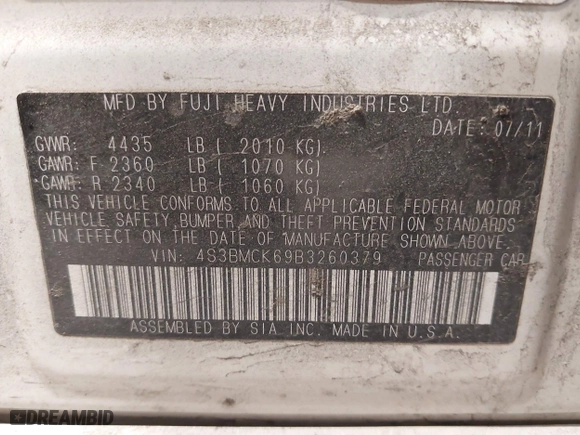 MFD BY FUJI HEAVY INDUSTRIES LTD.
DATE: 07/11
GVWR: 4435 LB ( 2010 KG)
GAWR: F 2360 LB ( 1070 KG)
GAWR: R 2340 LB ( 1060 KG)
THIS VEHICLE CONFORMS TO ALL APPLICABLE FEDERAL MOTOR
VEHICLE SAFETY, BUMPER, AND THEFT PREVENTION STANDARDS
IN EFFECT ON THE DATE OF MANUFACTURE SHOWN ABOVE.
VIN: 4S3BMCK69B3260379 PASSENGER CAR
ASSEMBLED BY SIA, INC. MADE IN U.S.A.
DREAMBID